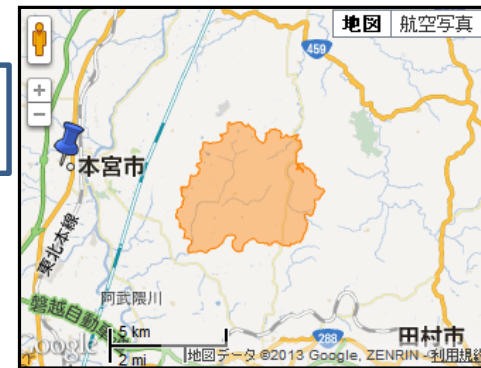 地図 航空写真
459
本宮市
東北本線
阿武隈川
磐越自動車
5 km
2 mi
288
田村市
Google
地図データ ©2013 Google, ZENRIN - 利用規約